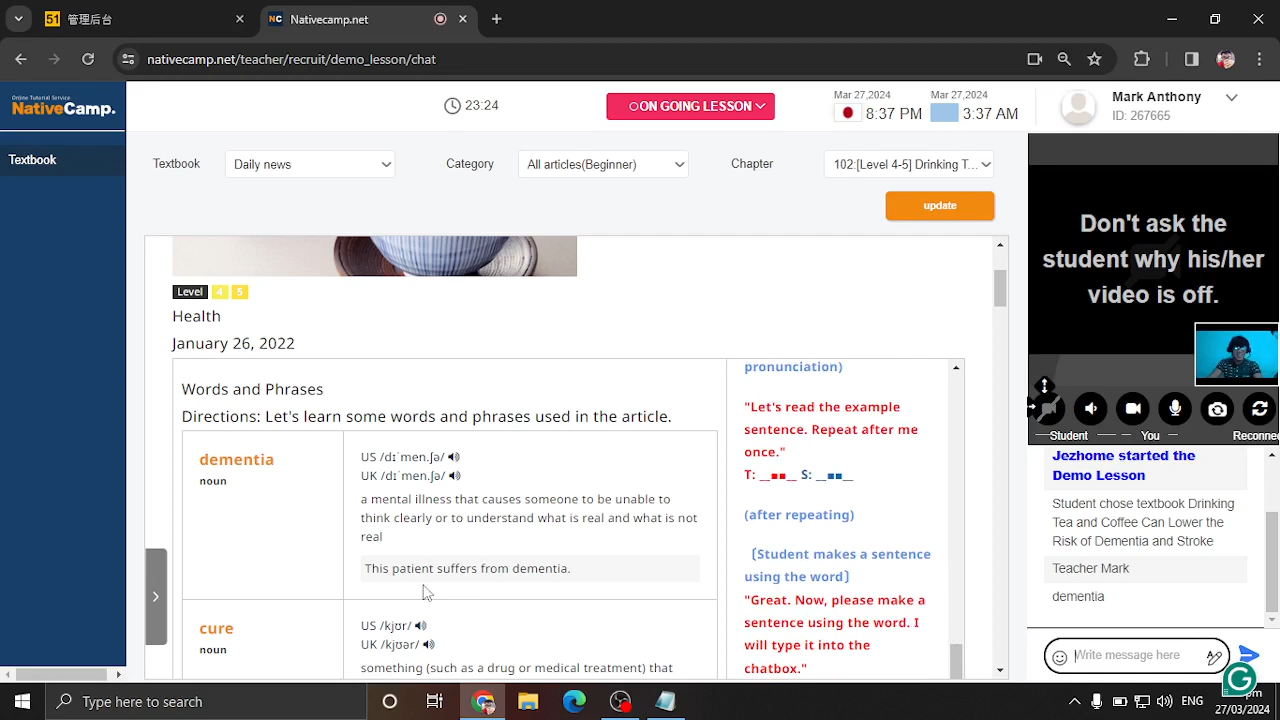 51 管理后台
NC Nativecamp.net
nativecamp.net/teacher/recruit/demo_lesson/chat
Online Tutorial Service
NativeCamp.
Textbook
23:24
ON GOING LESSON
Mar 27,2024
8:37 PM
Mar 27,2024
3:37 AM
Mark Anthony
ID: 267665
Textbook
Daily news
Category
All articles(Beginner)
Chapter
102:[Level 4-5] Drinking T...
update
Level 4 5
Health
January 26, 2022
Words and Phrases
Directions: Let's learn some words and phrases used in the article.
dementia
noun
US /dɪˈmen.ʃə/
UK /dɪˈmen.ʃə/
a mental illness that causes someone to be unable to
think clearly or to understand what is real and what is not
real
This patient suffers from dementia.
cure
noun
US /kjʊr/
UK /kjʊər/
something (such as a drug or medical treatment) that
pronunciation)
"Let's read the example
sentence. Repeat after me
once."
T: __■■__ S: __■■__
(after repeating)
〔Student makes a sentence
using the word〕
"Great. Now, please make a
sentence using the word. I
will type it into the
chatbox."
Don't ask the
student why his/her
video is off.
Student
You
Reconnec
Jezhome started the
Demo Lesson
Student chose textbook Drinking
Tea and Coffee Can Lower the
Risk of Dementia and Stroke
Teacher Mark
dementia
Write message here
Type here to search
ENG
pm
27/03/2024